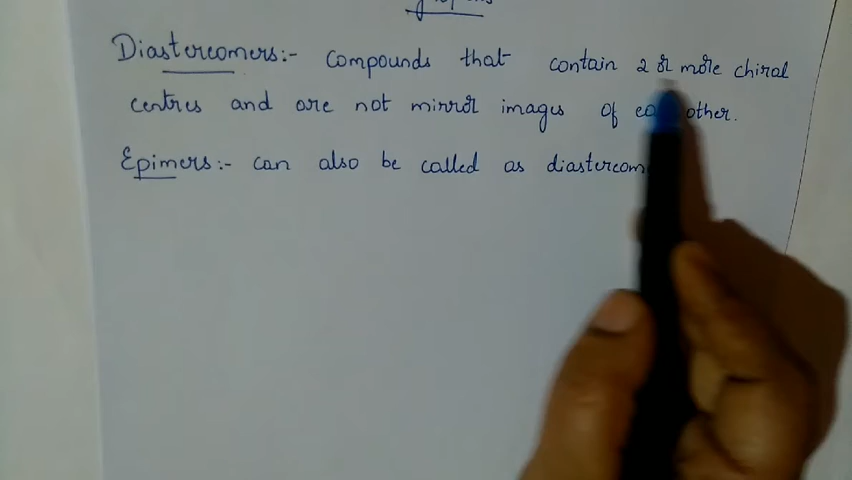 Diastereomers:- compounds that contain 2 or more chiral
centres and are not mirror images of other.
Epimers:- can also be called as